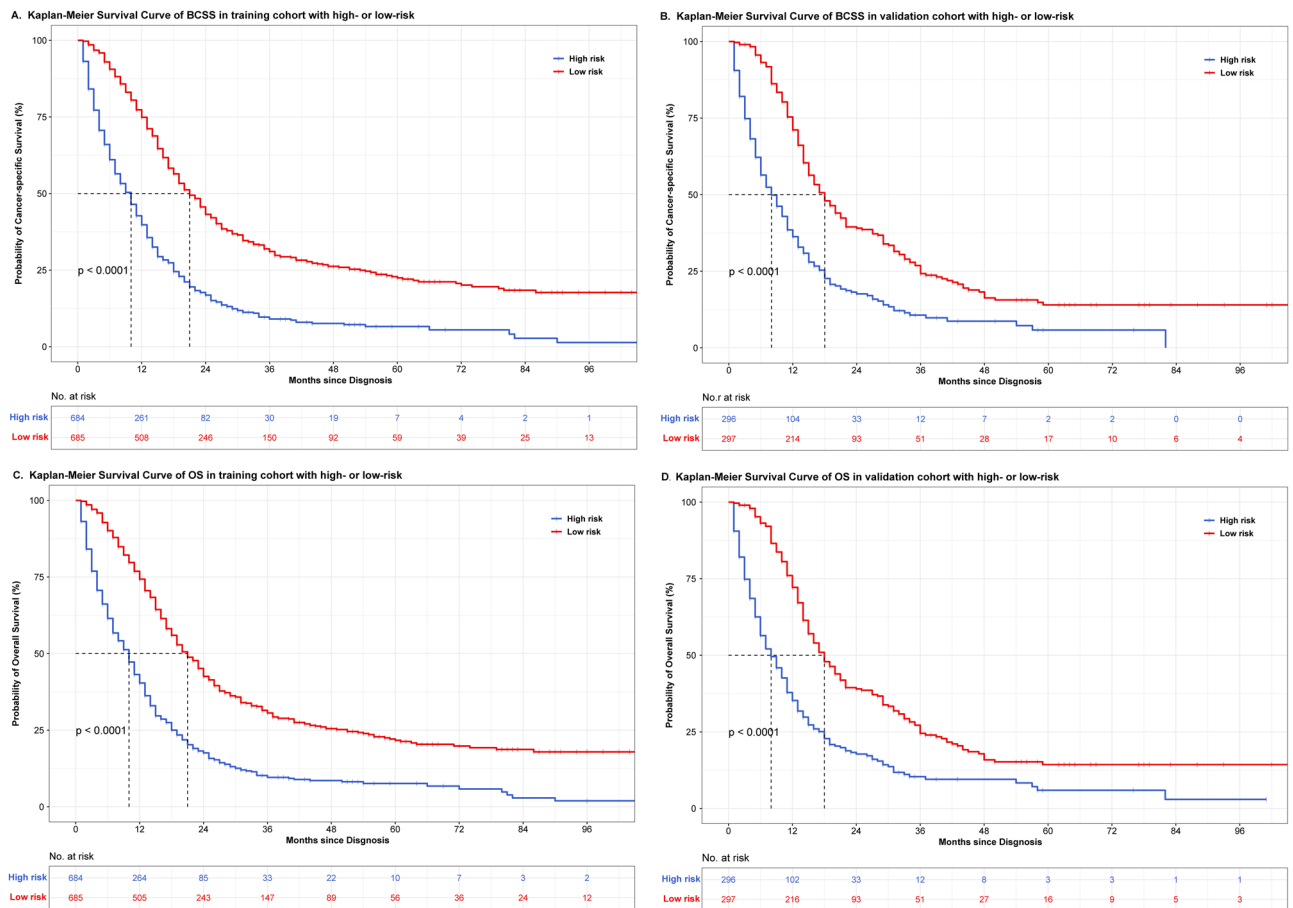 A. Kaplan-Meier Survival Curve of BCSS in training cohort with high- or low-risk
Probability of Cancer-specific Survival (%)
100
75
50
25
0
High risk
Low risk
p < 0.0001
0 12 24 36 48 60 72 84 96
Months since Disgnosis
No. at risk
High risk 684 261 82 30 19 7 4 2 1
Low risk 685 508 246 150 92 59 39 25 13
B. Kaplan-Meier Survival Curve of BCSS in validation cohort with high- or low-risk
Probability of Cancer-specific Survival (%)
100
75
50
25
0
High risk
Low risk
p < 0.0001
0 12 24 36 48 60 72 84 96
Months since Disgnosis
No.r at risk
High risk 296 104 33 12 7 2 2 0 0
Low risk 297 214 93 51 28 17 10 6 4
C. Kaplan-Meier Survival Curve of OS in training cohort with high- or low-risk
Probability of Overall Survival (%)
100
75
50
25
0
High risk
Low risk
p < 0.0001
0 12 24 36 48 60 72 84 96
Months since Disgnosis
No. at risk
High risk 684 264 85 33 22 10 7 3 2
Low risk 685 505 243 147 89 56 36 24 12
D. Kaplan-Meier Survival Curve of OS in validation cohort with high- or low-risk
Probability of Overall Survival (%)
100
75
50
25
0
High risk
Low risk
p < 0.0001
0 12 24 36 48 60 72 84 96
Months since Disgnosis
No. at risk
High risk 296 102 33 12 8 3 3 1 1
Low risk 297 216 93 51 27 16 9 5 3